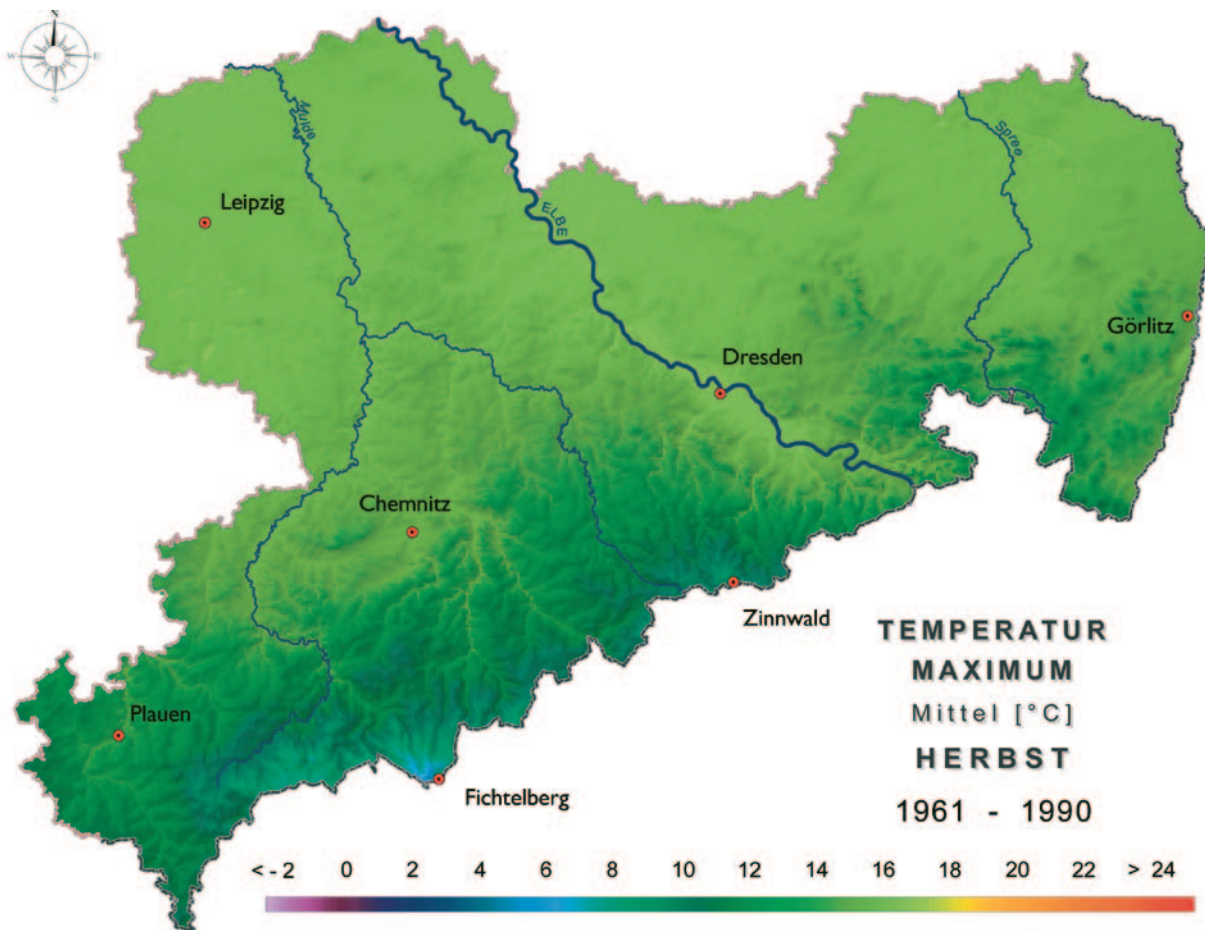 N
W E
S
Mulde
Spree
Leipzig
ELBE
Görlitz
Dresden
Chemnitz
Zinnwald
TEMPERATUR
MAXIMUM
Mittel [°C]
HERBST
1961 - 1990
Plauen
Fichtelberg
< - 2 0 2 4 6 8 10 12 14 16 18 20 22 > 24